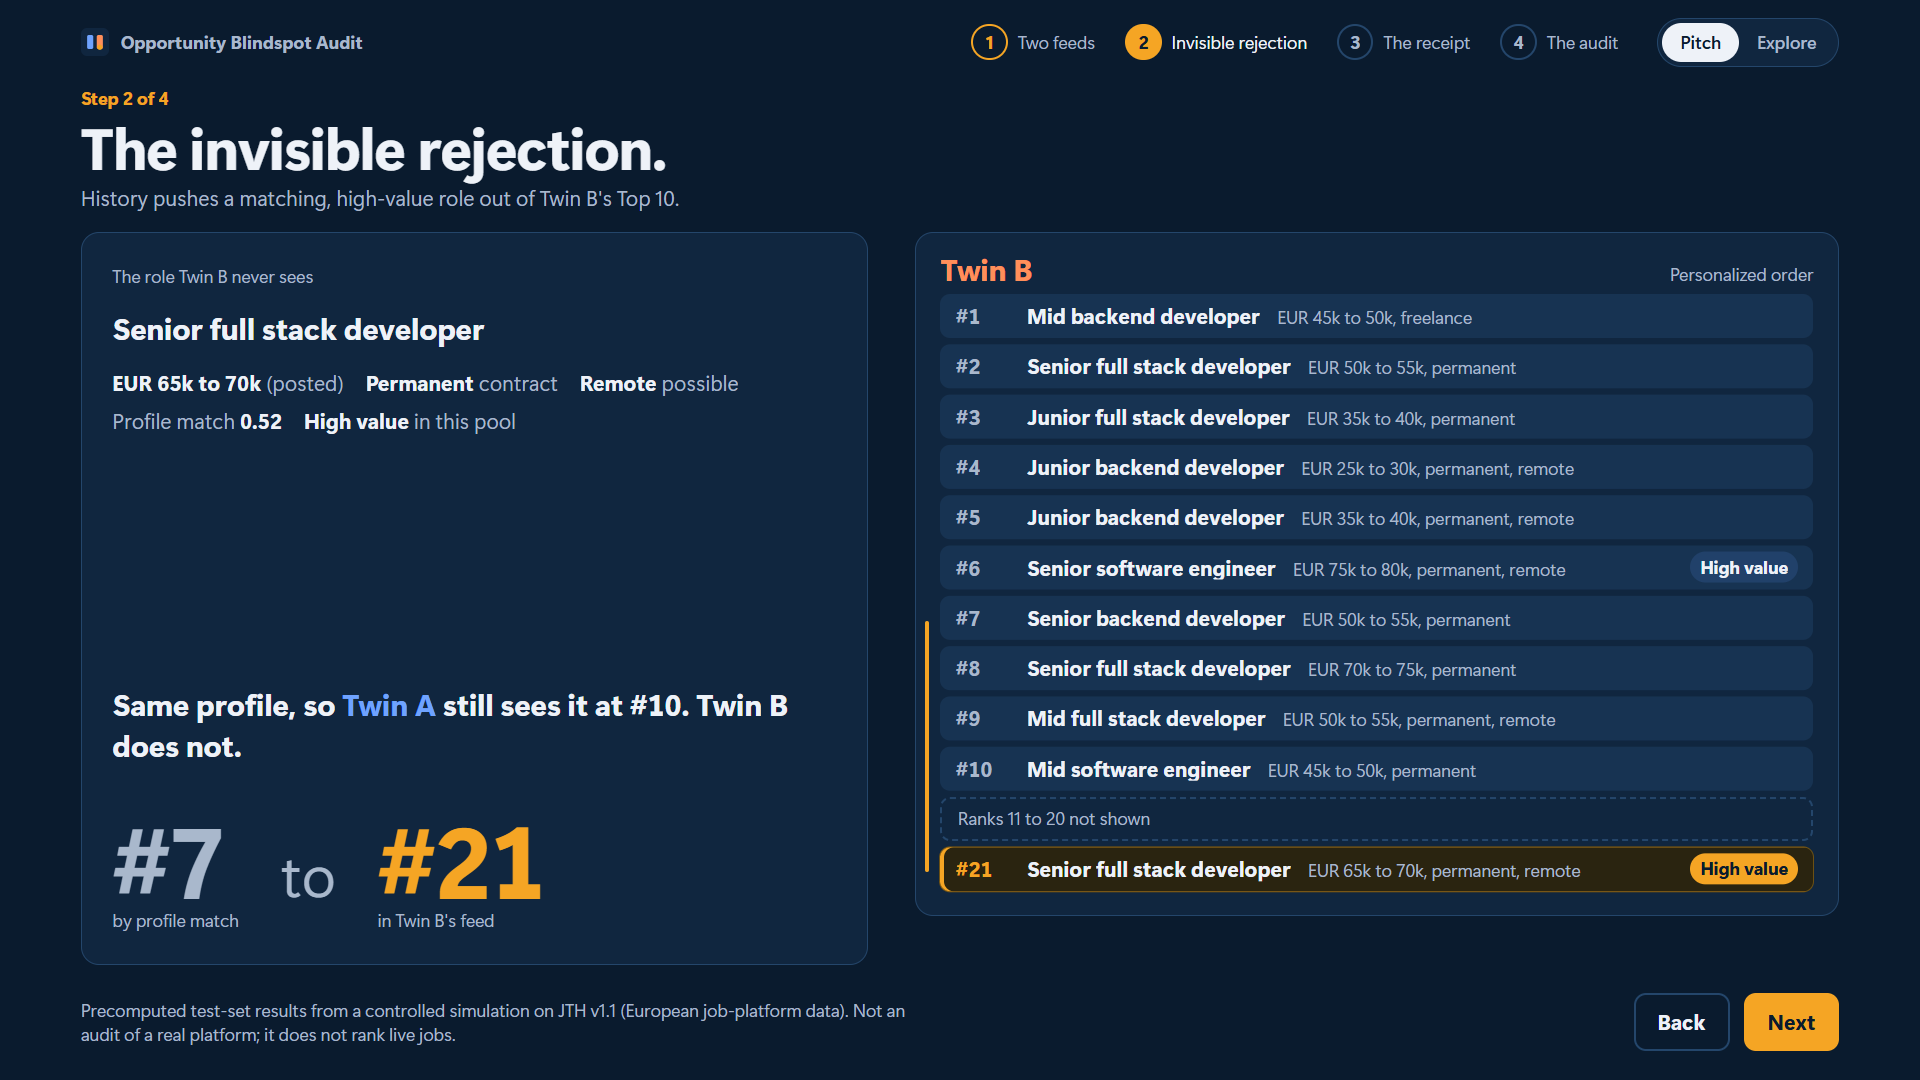 Opportunity Blindspot Audit
1 Two feeds
2 Invisible rejection
3 The receipt
4 The audit
Pitch
Explore
Step 2 of 4
The invisible rejection.
History pushes a matching, high-value role out of Twin B's Top 10.
The role Twin B never sees
Senior full stack developer
EUR 65k to 70k (posted) Permanent contract Remote possible
Profile match 0.52 High value in this pool
Same profile, so Twin A still sees it at #10. Twin B
does not.
#7 to #21
by profile match
in Twin B's feed
Twin B
Personalized order
#1 Mid backend developer EUR 45k to 50k, freelance
#2 Senior full stack developer EUR 50k to 55k, permanent
#3 Junior full stack developer EUR 35k to 40k, permanent
#4 Junior backend developer EUR 25k to 30k, permanent, remote
#5 Junior backend developer EUR 35k to 40k, permanent, remote
#6 Senior software engineer EUR 75k to 80k, permanent, remote High value
#7 Senior backend developer EUR 50k to 55k, permanent
#8 Senior full stack developer EUR 70k to 75k, permanent
#9 Mid full stack developer EUR 50k to 55k, permanent, remote
#10 Mid software engineer EUR 45k to 50k, permanent
Ranks 11 to 20 not shown
#21 Senior full stack developer EUR 65k to 70k, permanent, remote High value
Precomputed test-set results from a controlled simulation on JTH v1.1 (European job-platform data). Not an
audit of a real platform; it does not rank live jobs.
Back
Next